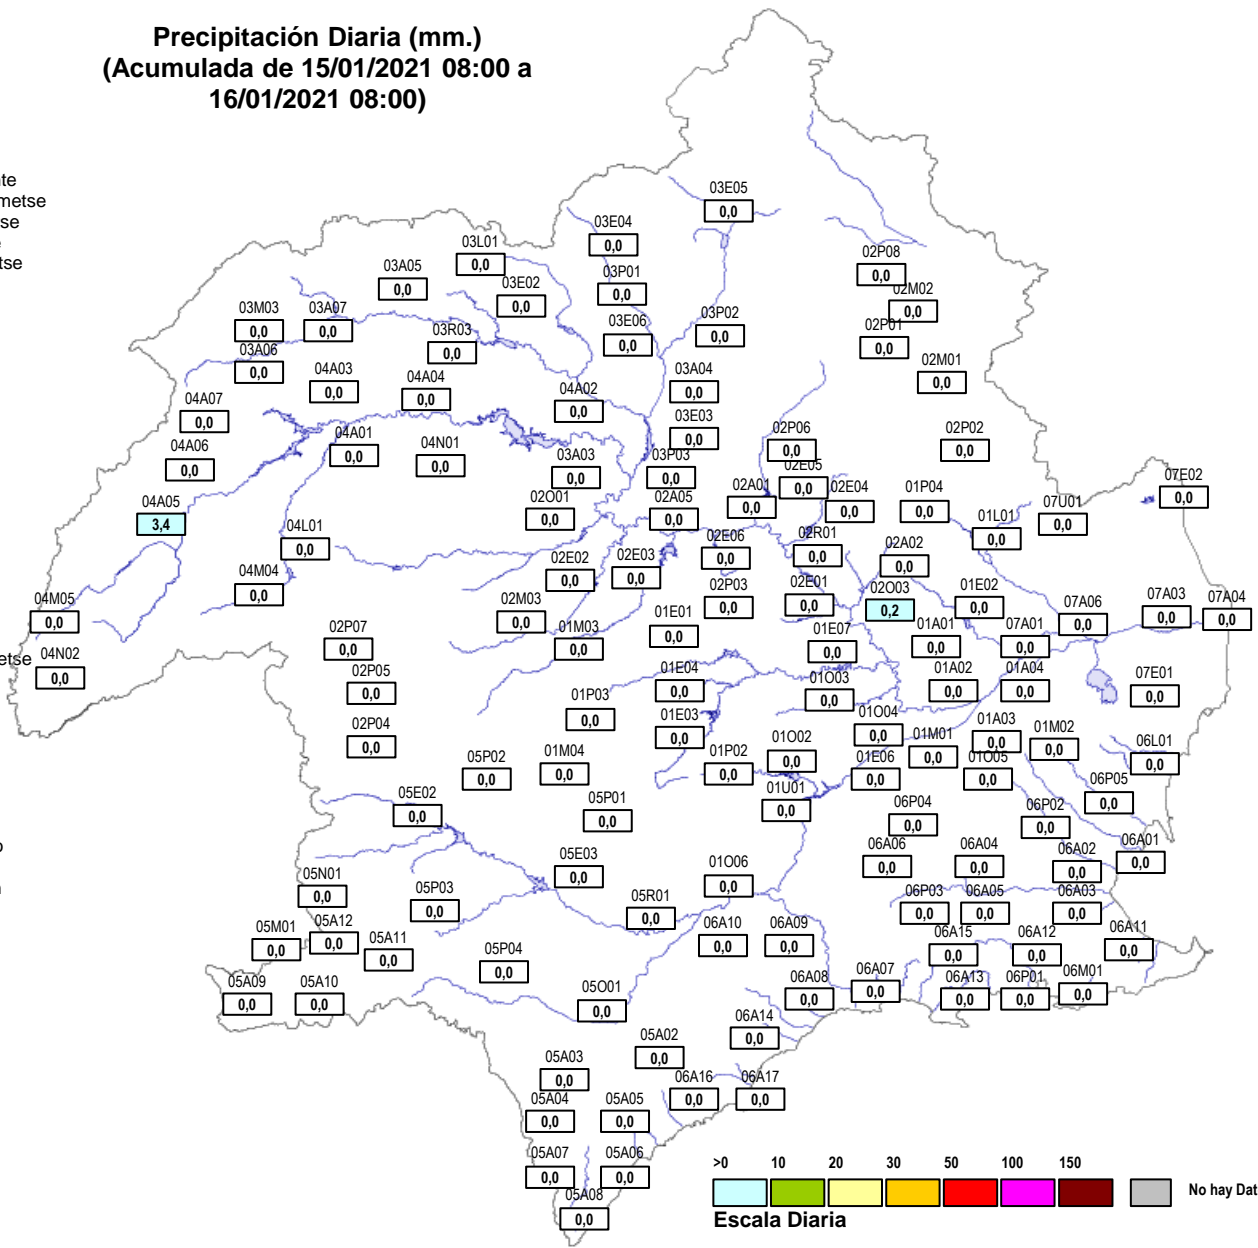 Precipitación Diaria (mm.)
(Acumulada de 15/01/2021 08:00 a
16/01/2021 08:00)
te
metse
se
tse
03E05
0,0
03E04
0,0
03L01
0,0
02P08
0,0
03A05
0,0
03P01
0,0
03E02
0,0
02M02
0,0
03M03
0,0
03A07
0,0
03P02
0,0
03R03
0,0
03E06
0,0
02P01
0,0
03A06
0,0
02M01
0,0
04A03
0,0
04A04
0,0
04A02
0,0
03A04
0,0
04A07
0,0
03E03
0,0
04A01
0,0
04N01
0,0
02P06
0,0
02P02
0,0
04A06
0,0
03A03
0,0
03P03
0,0
02E05
0,0
07E02
0,0
04A05
3,4
02O01
0,0
02A05
0,0
02A01
0,0
02E04
0,0
01P04
0,0
07U01
0,0
04L01
0,0
01L01
0,0
02E06
0,0
02R01
0,0
02A02
0,0
02E02
0,0
02E03
0,0
04M04
0,0
04M05
0,0
02M03
0,0
02P03
0,0
02E01
0,0
02O03
0,2
01E02
0,0
07A06
0,0
07A03
0,0
07A04
0,0
01E01
0,0
01M03
0,0
02P07
0,0
01E07
0,0
01A01
0,0
07A01
0,0
etse
04N02
0,0
02P05
0,0
01E04
0,0
01O03
0,0
01A02
0,0
01A04
0,0
07E01
0,0
01P03
0,0
01E03
0,0
01O04
0,0
01A03
0,0
01M02
0,0
02P04
0,0
01M01
0,0
06L01
0,0
05P02
0,0
01M04
0,0
01P02
0,0
01O02
0,0
01E06
0,0
01O05
0,0
05E02
0,0
05P01
0,0
01U01
0,0
06P04
0,0
06P02
0,0
06P05
0,0
o
05E03
0,0
06A06
0,0
06A04
0,0
06A02
0,0
06A01
0,0
05N01
0,0
05P03
0,0
01O06
0,0
05R01
0,0
06P03
0,0
06A05
0,0
06A03
0,0
05M01
0,0
05A12
0,0
05A11
0,0
06A10
0,0
06A09
0,0
06A15
0,0
06A12
0,0
06A11
0,0
05P04
0,0
05A09
0,0
05A10
0,0
05O01
0,0
06A08
0,0
06A07
0,0
06A13
0,0
06P01
0,0
06M01
0,0
06A14
0,0
05A02
0,0
05A03
0,0
06A16
0,0
06A17
0,0
05A04
0,0
05A05
0,0
05A07
0,0
05A06
0,0
05A08
0,0
>0 10 20 30 50 100 150
No hay Dat
Escala Diaria